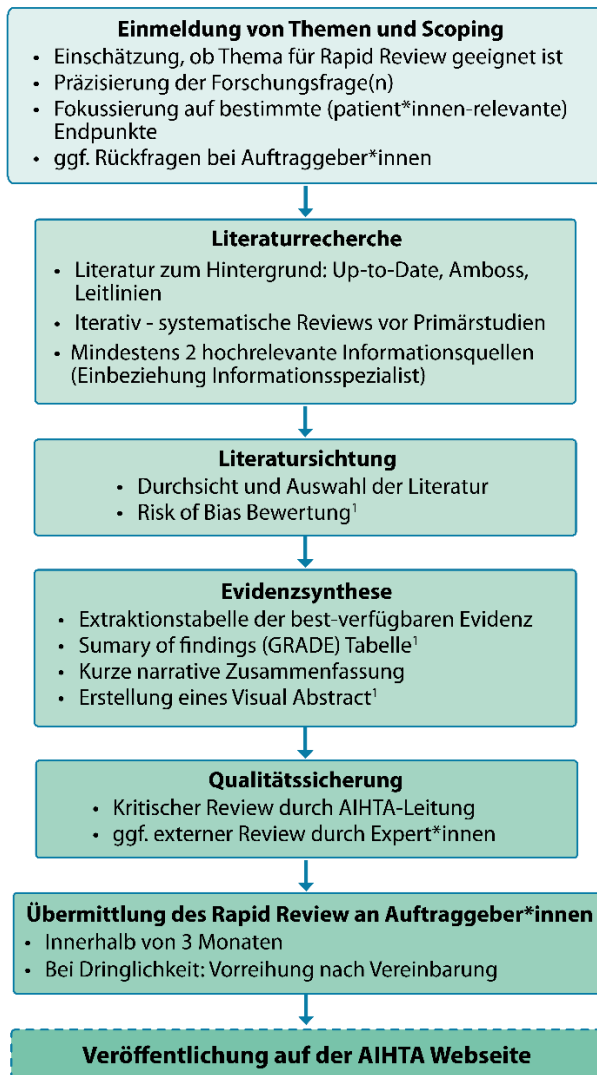 Einmeldung von Themen und Scoping
• Einschätzung, ob Thema für Rapid Review geeignet ist
• Präzisierung der Forschungsfrage(n)
• Fokussierung auf bestimmte (patient*innen-relevante)
Endpunkte
• ggf. Rückfragen bei Auftraggeber*innen
Literaturrecherche
• Literatur zum Hintergrund: Up-to-Date, Amboss,
Leitlinien
• Iterativ - systematische Reviews vor Primärstudien
• Mindestens 2 hochrelevante Informationsquellen
(Einbeziehung Informationsspezialist)
Literatursichtung
• Durchsicht und Auswahl der Literatur
• Risk of Bias Bewertung¹
Evidenzsynthese
• Extraktionstabelle der best-verfügbaren Evidenz
• Sumary of findings (GRADE) Tabelle¹
• Kurze narrative Zusammenfassung
• Erstellung eines Visual Abstract¹
Qualitätssicherung
• Kritischer Review durch AIHTA-Leitung
• ggf. externer Review durch Expert*innen
Übermittlung des Rapid Review an Auftraggeber*innen
• Innerhalb von 3 Monaten
• Bei Dringlichkeit: Vorreihung nach Vereinbarung
Veröffentlichung auf der AIHTA Webseite